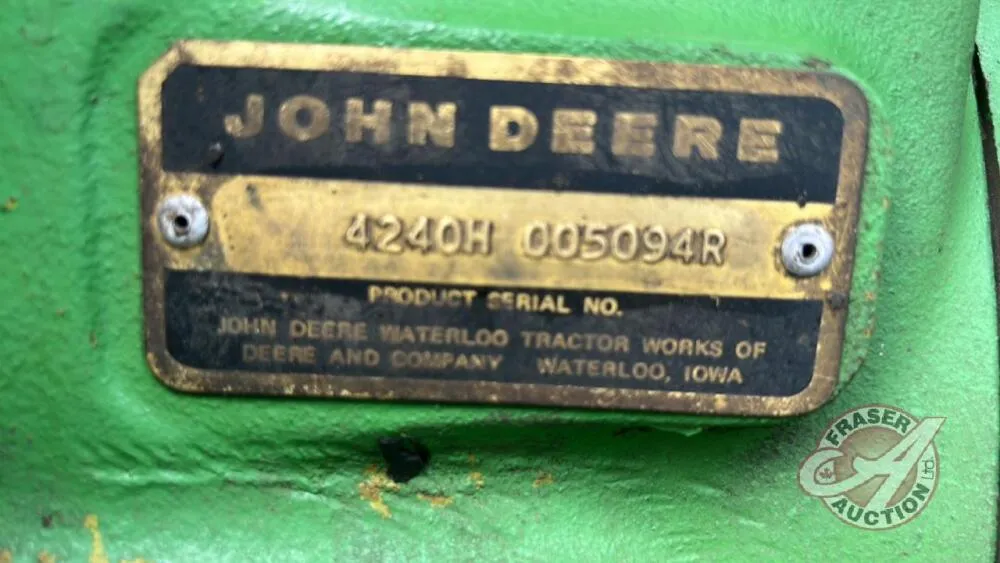 JOHN DEERE
4240H 005094R
PRODUCT SERIAL NO.
JOHN DEERE WATERLOO TRACTOR WORKS OF
DEERE AND COMPANY WATERLOO, IOWA
FRASER
AUCTION Ltd.